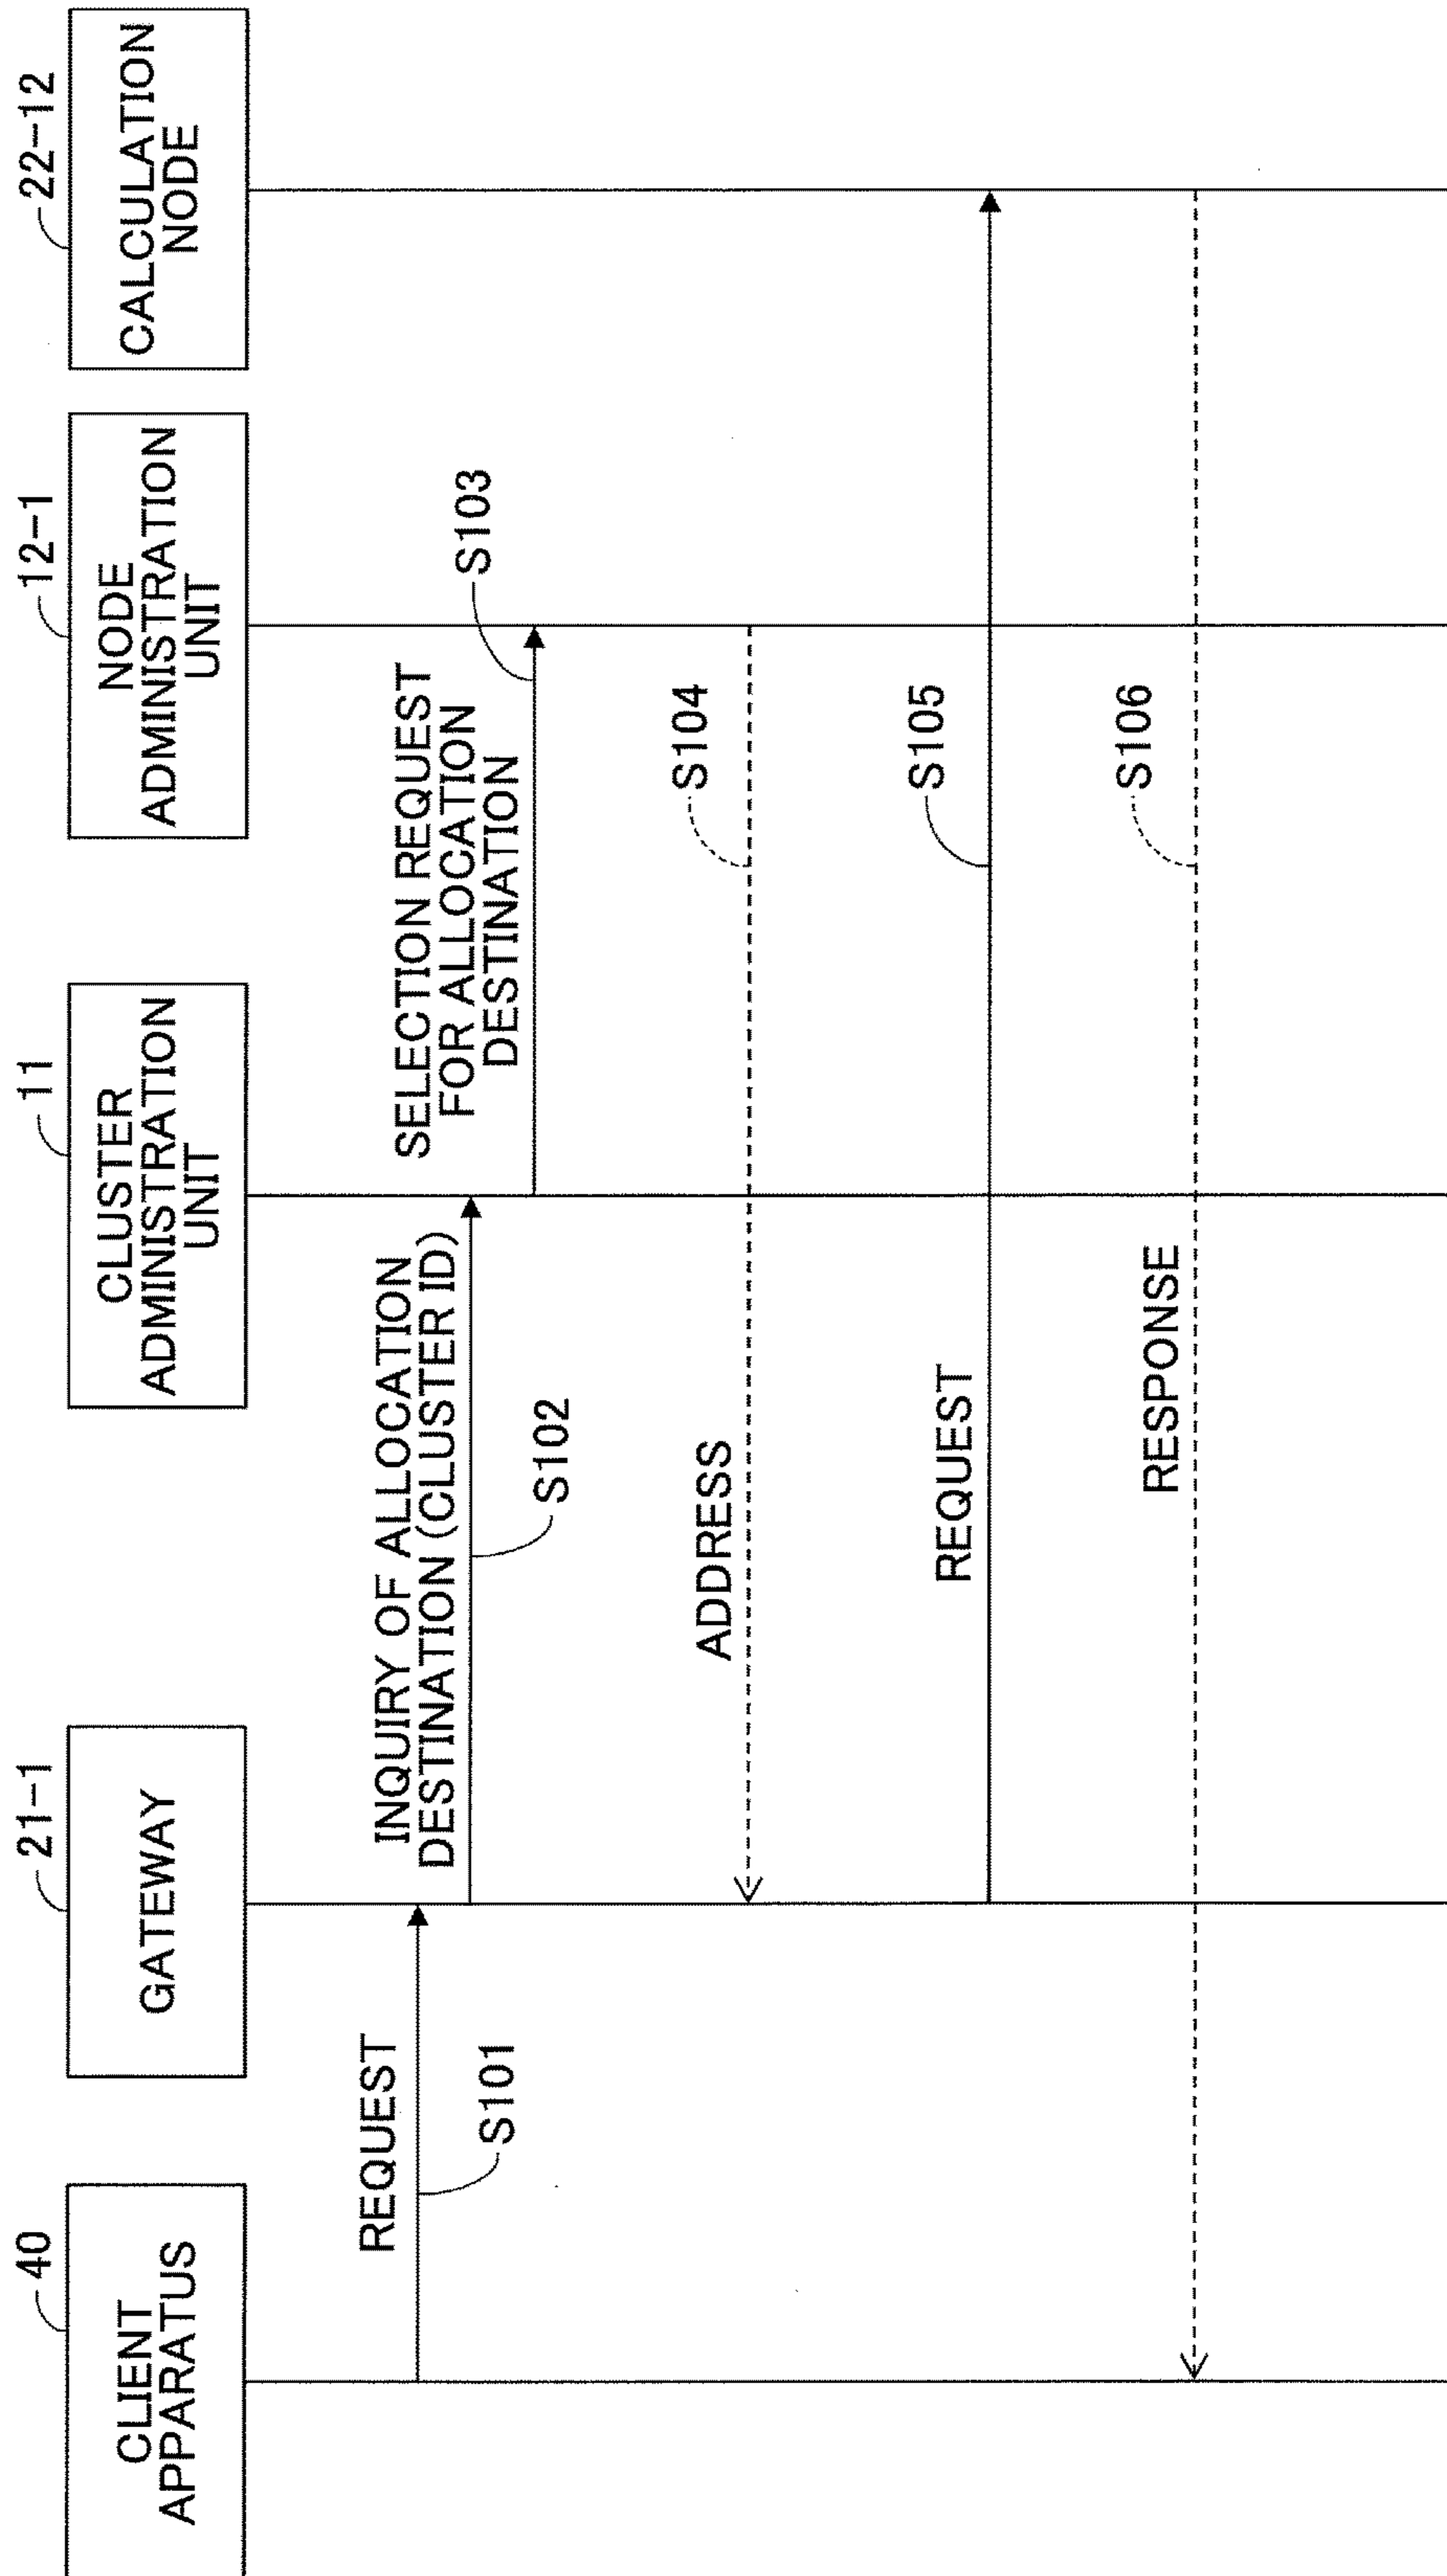 40
CLIENT
APPARATUS
21-1
GATEWAY
11
CLUSTER
ADMINISTRATION
UNIT
12-1
NODE
ADMINISTRATION
UNIT
22-12
CALCULATION
NODE
REQUEST
S101
INQUIRY OF ALLOCATION
DESTINATION (CLUSTER ID)
S102
SELECTION REQUEST
FOR ALLOCATION
DESTINATION
S103
ADDRESS
S104
REQUEST
S105
RESPONSE
S106